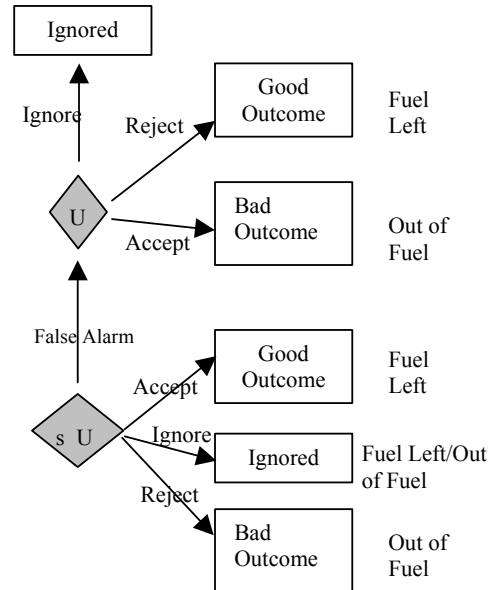 Ignored
Ignore
Reject
Good
Outcome
Fuel
Left
U
Accept
Bad
Outcome
Out of
Fuel
False Alarm
Accept
Good
Outcome
Fuel
Left
s U
Ignore
Ignored
Fuel Left/Out
of Fuel
Reject
Bad
Outcome
Out of
Fuel